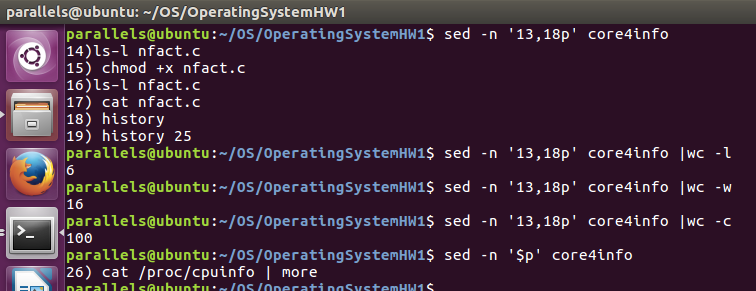 parallels@ubuntu: ~/OS/OperatingSystemHW1
parallels@ubuntu:~/OS/OperatingSystemHW1$ sed -n '13,18p' core4info
14)ls-l nfact.c
15) chmod +x nfact.c
16)ls-l nfact.c
17) cat nfact.c
18) history
19) history 25
parallels@ubuntu:~/OS/OperatingSystemHW1$ sed -n '13,18p' core4info |wc -l
6
parallels@ubuntu:~/OS/OperatingSystemHW1$ sed -n '13,18p' core4info |wc -w
16
parallels@ubuntu:~/OS/OperatingSystemHW1$ sed -n '13,18p' core4info |wc -c
100
parallels@ubuntu:~/OS/OperatingSystemHW1$ sed -n '$p' core4info
26) cat /proc/cpuinfo | more
parallels@ubuntu:~/OS/OperatingSystemHW1$